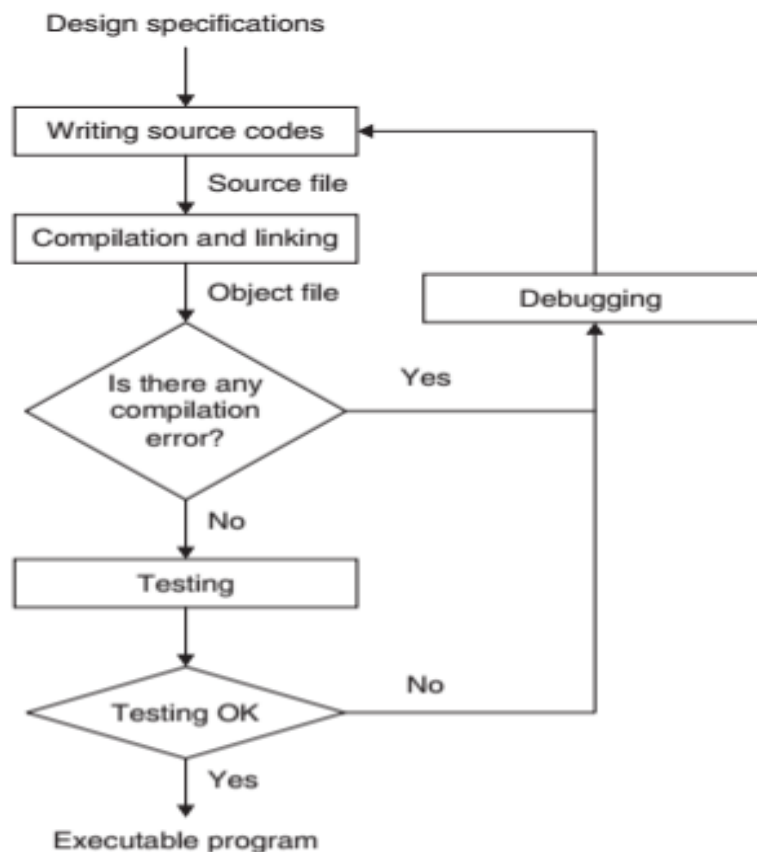 Design specifications
Writing source codes
Source file
Compilation and linking
Object file
Debugging
Is there any
compilation
error?
Yes
No
Testing
Testing OK
No
Yes
Executable program